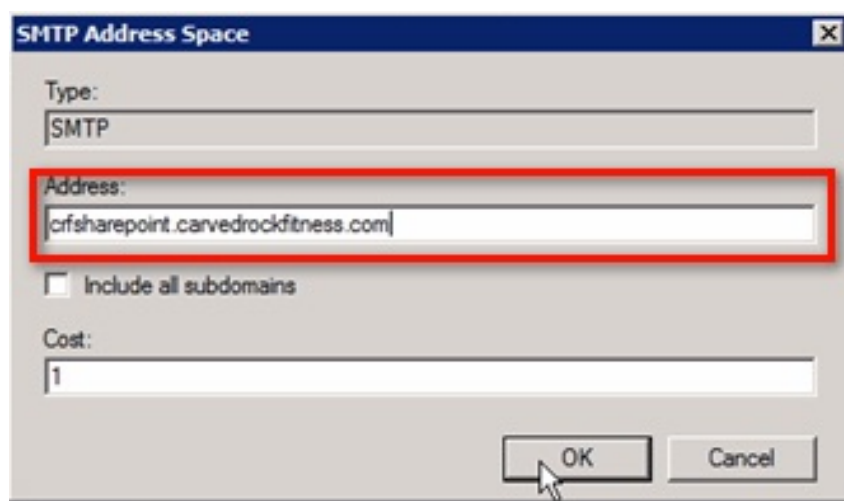 SMTP Address Space
Type:
SMTP
Address:
crfsharepoint.carvedrockfitness.com
Include all subdomains
Cost:
1
OK
Cancel